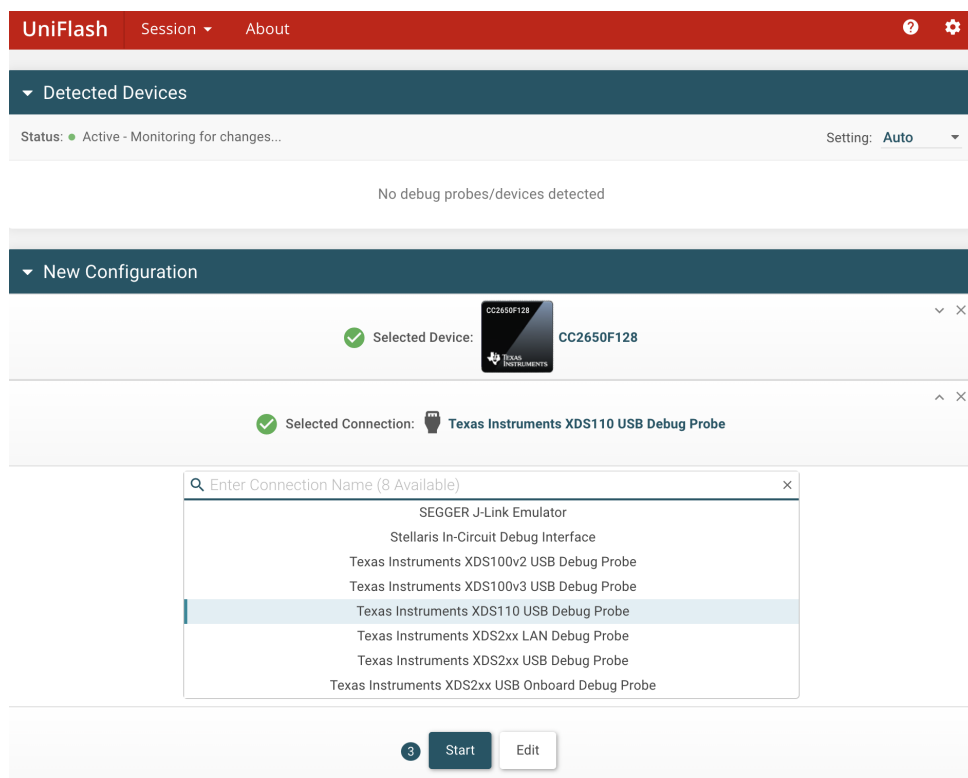 UniFlash Session About
Detected Devices
Status: Active - Monitoring for changes... Setting: Auto
No debug probes/devices detected
New Configuration
CC2650F128
TEXAS
INSTRUMENTS
Selected Device: CC2650F128
Selected Connection: Texas Instruments XDS110 USB Debug Probe
Enter Connection Name (8 Available)
SEGGER J-Link Emulator
Stellaris In-Circuit Debug Interface
Texas Instruments XDS100v2 USB Debug Probe
Texas Instruments XDS100v3 USB Debug Probe
Texas Instruments XDS110 USB Debug Probe
Texas Instruments XDS2xx LAN Debug Probe
Texas Instruments XDS2xx USB Debug Probe
Texas Instruments XDS2xx USB Onboard Debug Probe
3 Start Edit